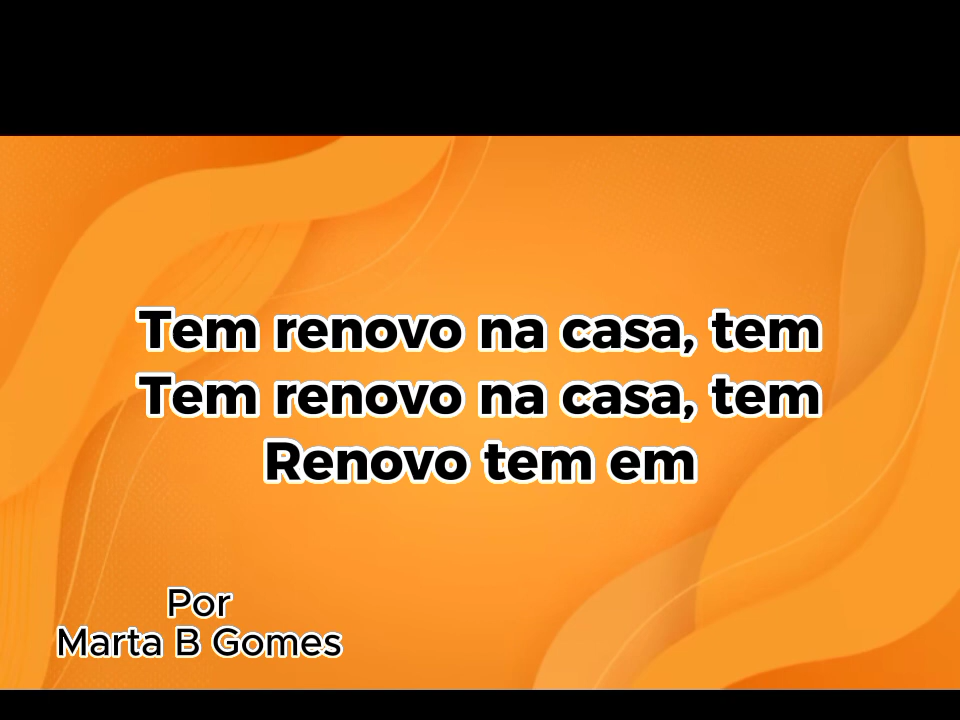 Tem renovo na casa, tem
Tem renovo na casa, tem
Renovo tem em
Por
Marta B Gomes